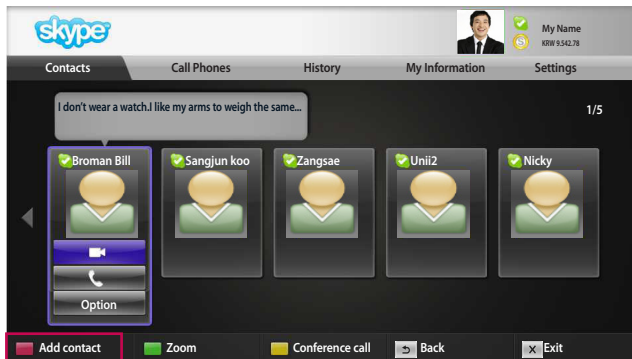 skype
My Name
KRW 9.542.78
Contacts Call Phones History My Information Settings
I don't wear a watch.I like my arms to weigh the same...
1/5
Broman Bill Sangjun koo Zangsae Unii2 Nicky
Option
Add contact Zoom Conference call Back X Exit